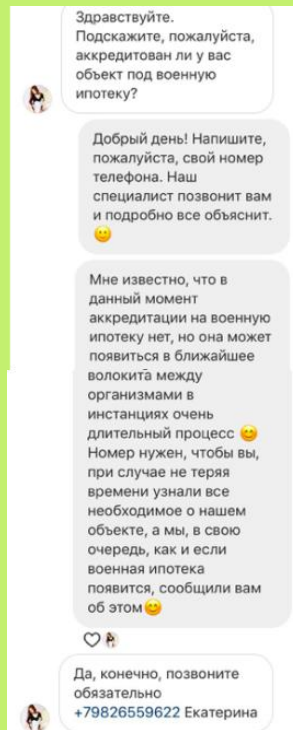 Здравствуйте.
Подскажите, пожалуйста,
аккредитован ли у вас
объект под военную
ипотеку?
Добрый день! Напишите,
пожалуйста, свой номер
телефона. Наш
специалист позвонит вам
и подробно все объяснит.
🙂
Мне известно, что в
данный момент
аккредитации на военную
ипотеку нет, но она может
появиться в ближайшее
волокита между
организмами в
инстанциях очень
длительный процесс 😊
Номер нужен, чтобы вы,
при случае не теряя
времени узнали все
необходимое о нашем
объекте, а мы, в свою
очередь, как и если
военная ипотека
появится, сообщили вам
об этом😊
Да, конечно, позвоните
обязательно
+79826559622 Екатерина